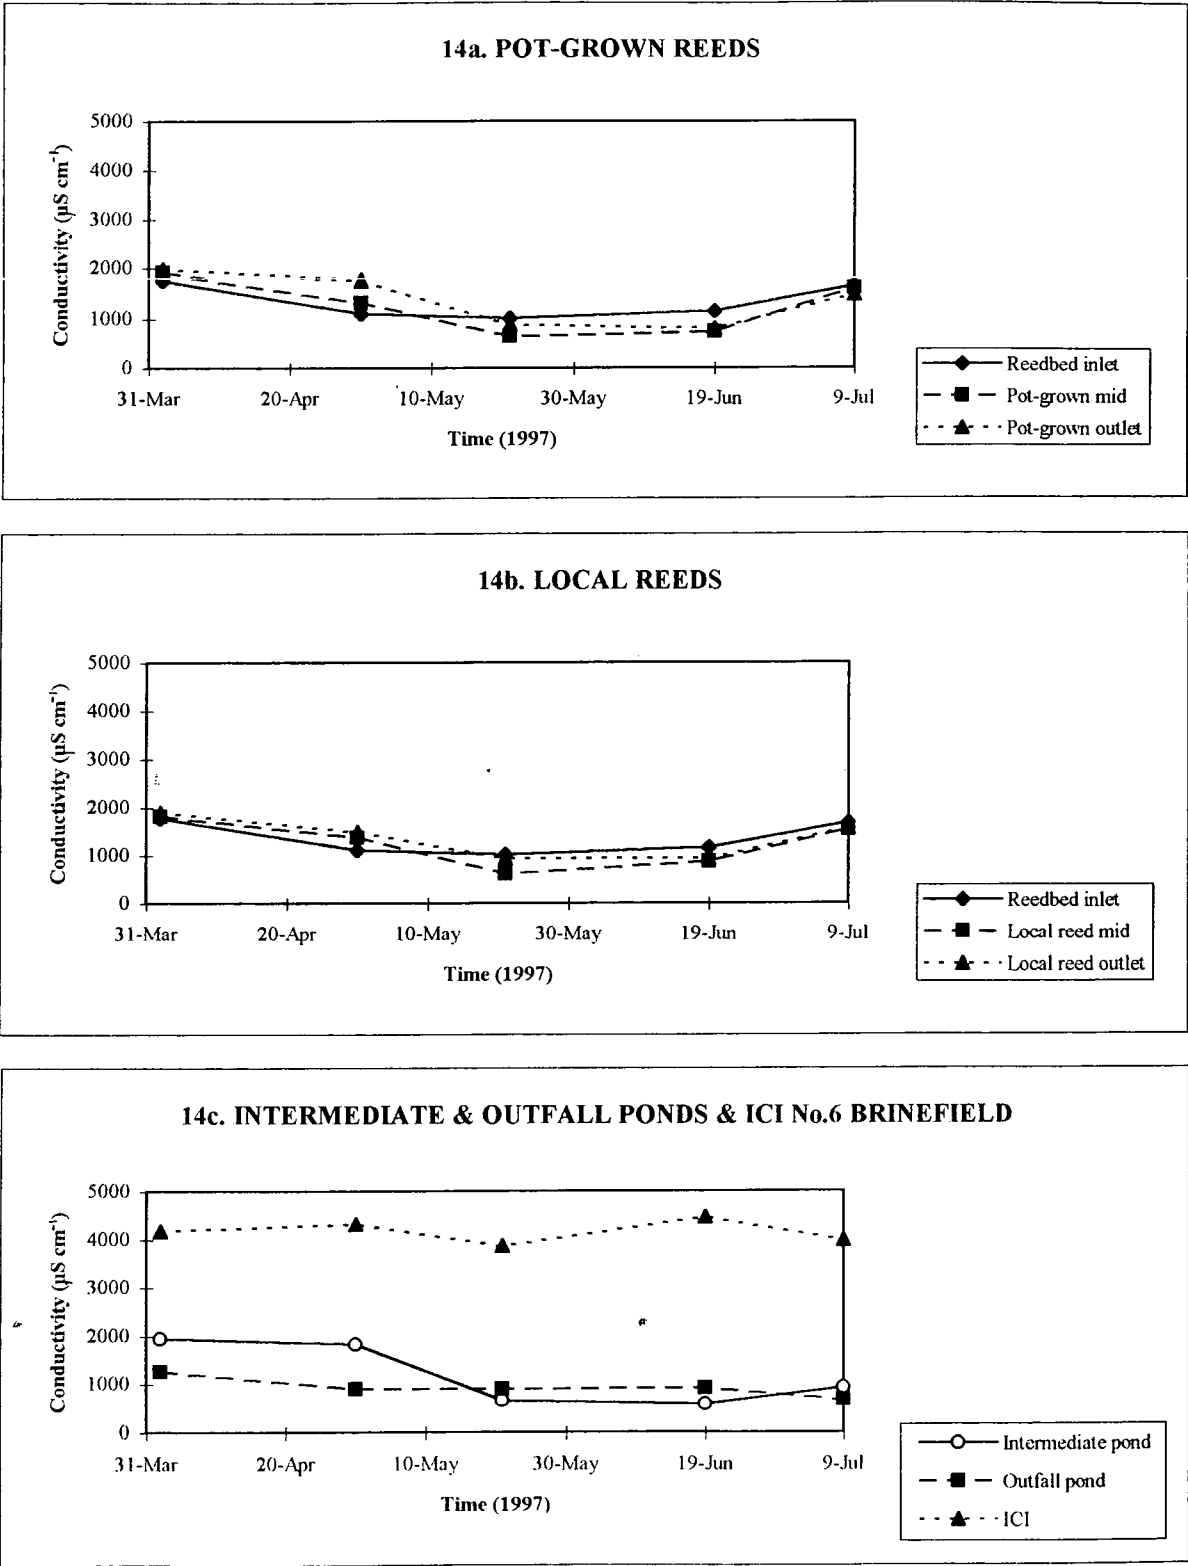 14a. POT-GROWN REEDS
5000
4000
3000
2000
1000
0
Conductivity (µS cm⁻¹)
31-Mar 20-Apr 10-May 30-May 19-Jun 9-Jul
Time (1997)
Reedbed inlet
Pot-grown mid
Pot-grown outlet
14b. LOCAL REEDS
5000
4000
3000
2000
1000
0
Conductivity (µS cm⁻¹)
31-Mar 20-Apr 10-May 30-May 19-Jun 9-Jul
Time (1997)
Reedbed inlet
Local reed mid
Local reed outlet
14c. INTERMEDIATE & OUTFALL PONDS & ICI No.6 BRINEFIELD
5000
4000
3000
2000
1000
0
Conductivity (µS cm⁻¹)
31-Mar 20-Apr 10-May 30-May 19-Jun 9-Jul
Time (1997)
Intermediate pond
Outfall pond
ICI